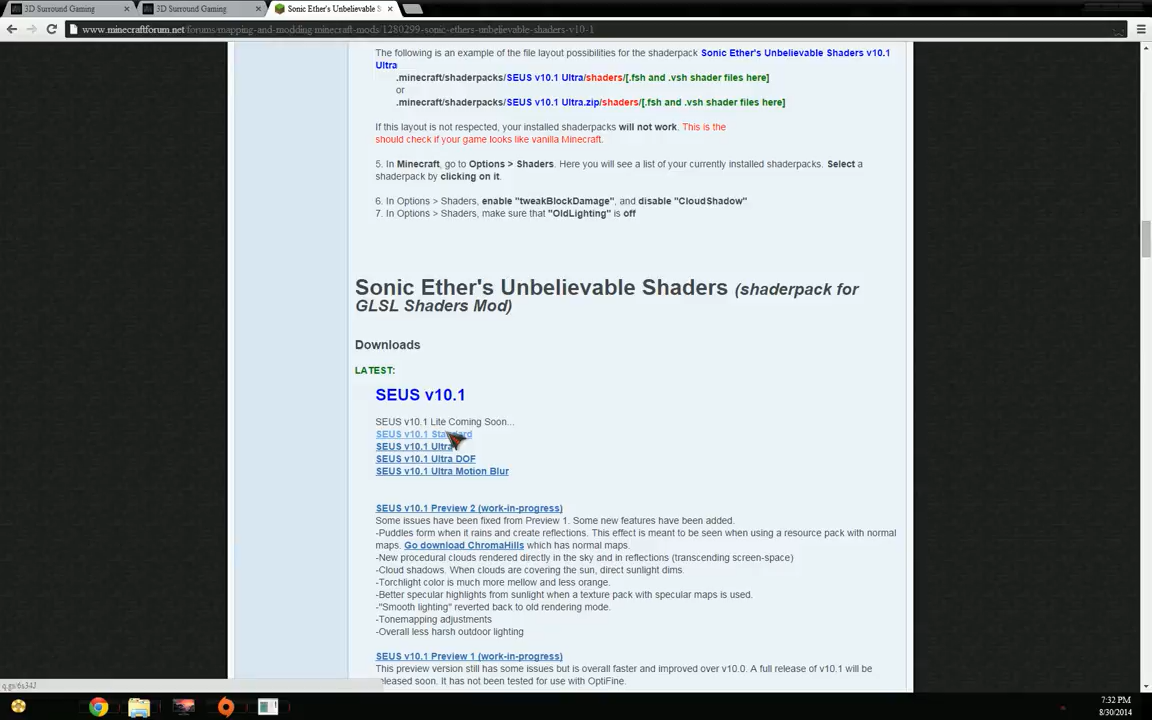 3D Surround Gaming
3D Surround Gaming
Sonic Ether's Unbelievable S
www.minecraftforum.net/forums/mapping-and-modding/minecraft-mods/1280299-sonic-ethers-unbelievable-shaders-v10-1
The following is an example of the file layout possibilities for the shaderpack Sonic Ether's Unbelievable Shaders v10.1
Ultra
.minecraft/shaderpacks/SEUS v10.1 Ultra/shaders/[.fsh and .vsh shader files here]
or
.minecraft/shaderpacks/SEUS v10.1 Ultra.zip/shaders/[.fsh and .vsh shader files here]
If this layout is not respected, your installed shaderpacks will not work. This is the
should check if your game looks like vanilla Minecraft.
5. In Minecraft, go to Options > Shaders. Here you will see a list of your currently installed shaderpacks. Select a
shaderpack by clicking on it.
6. In Options > Shaders, enable "tweakBlockDamage", and disable "CloudShadow"
7. In Options > Shaders, make sure that "OldLighting" is off
Sonic Ether's Unbelievable Shaders (shaderpack for
GLSL Shaders Mod)
Downloads
LATEST:
SEUS v10.1
SEUS v10.1 Lite Coming Soon...
SEUS v10.1 Standard
SEUS v10.1 Ultra
SEUS v10.1 Ultra DOF
SEUS v10.1 Ultra Motion Blur
SEUS v10.1 Preview 2 (work-in-progress)
Some issues have been fixed from Preview 1. Some new features have been added.
-Puddles form when it rains and create reflections. This effect is meant to be seen when using a resource pack with normal
maps. Go download ChromaHills which has normal maps.
-New procedural clouds rendered directly in the sky and in reflections (transcending screen-space)
-Cloud shadows. When clouds are covering the sun, direct sunlight dims.
-Torchlight color is much more mellow and less orange.
-Better specular highlights from sunlight when a texture pack with specular maps is used.
-"Smooth lighting" reverted back to old rendering mode.
-Tonemapping adjustments
-Overall less harsh outdoor lighting
SEUS v10.1 Preview 1 (work-in-progress)
This preview version still has some issues but is overall faster and improved over v10.0. A full release of v10.1 will be
eleased soon. It has not been tested for use with OptiFine.
q.gs/6s34J
7:32 PM
8/30/2014